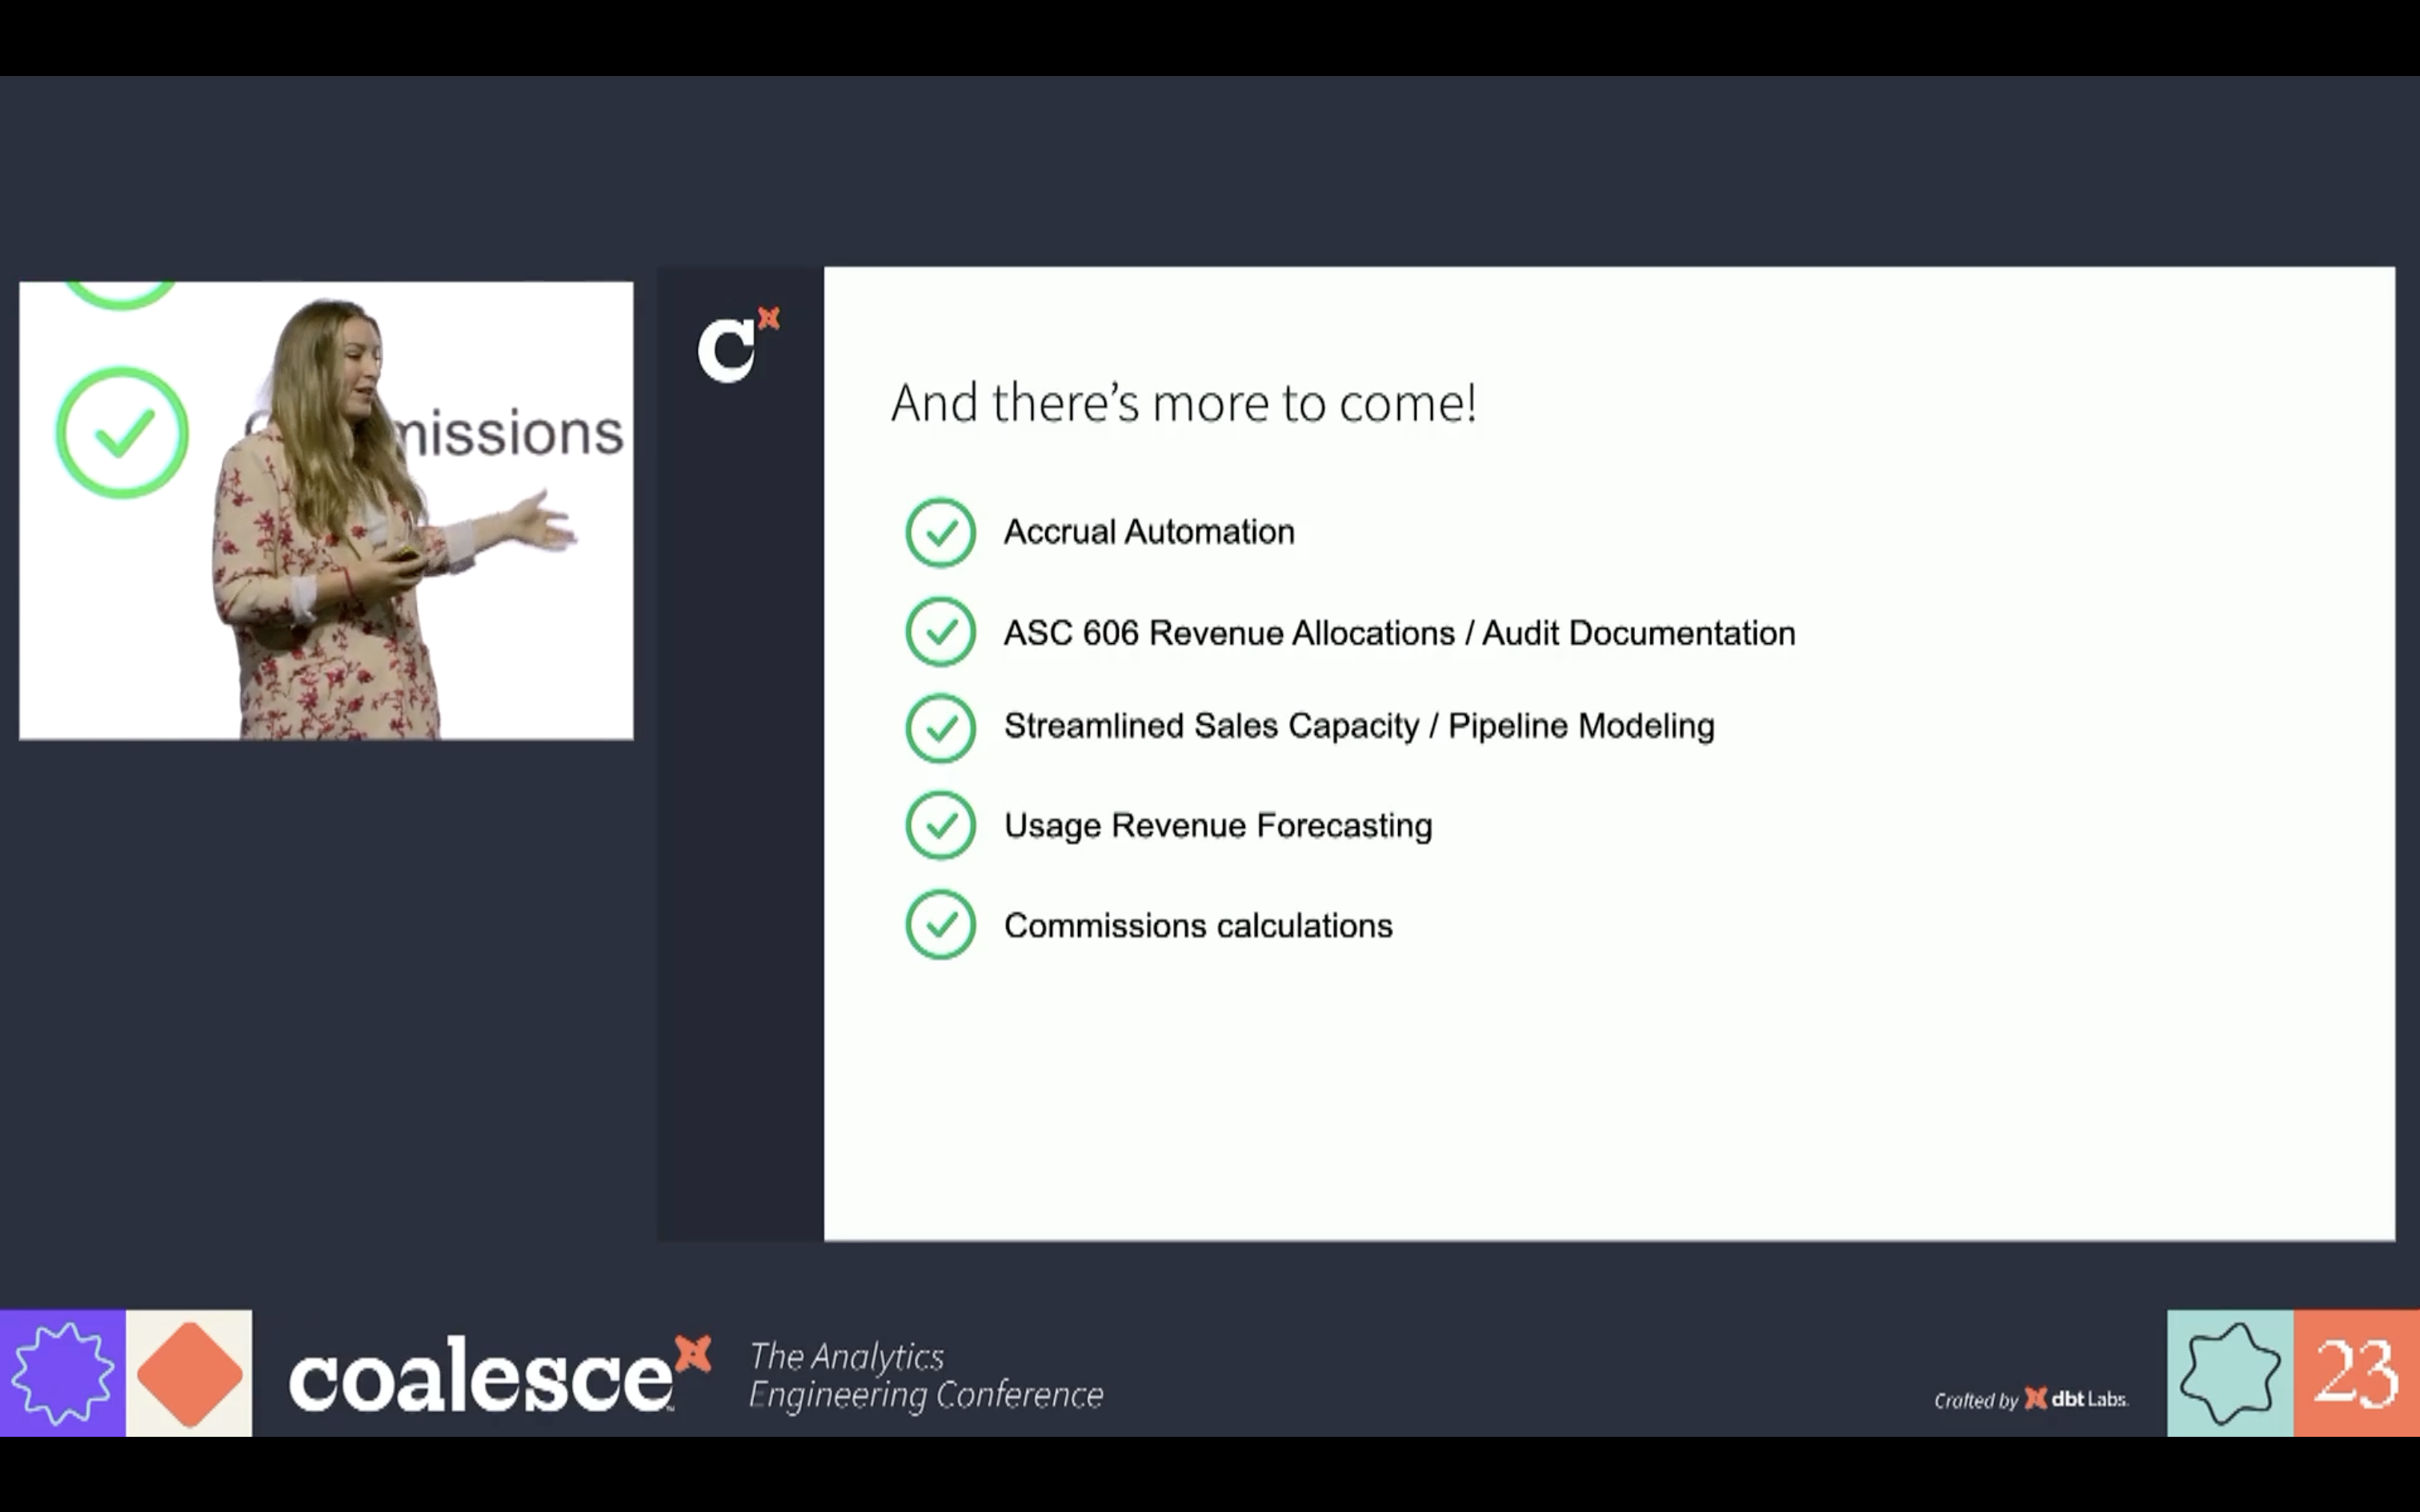 missions
C
And there's more to come!
Accrual Automation
ASC 606 Revenue Allocations / Audit Documentation
Streamlined Sales Capacity / Pipeline Modeling
Usage Revenue Forecasting
Commissions calculations
coalesce
The Analytics
Engineering Conference
Crafted by dbt Labs.
23